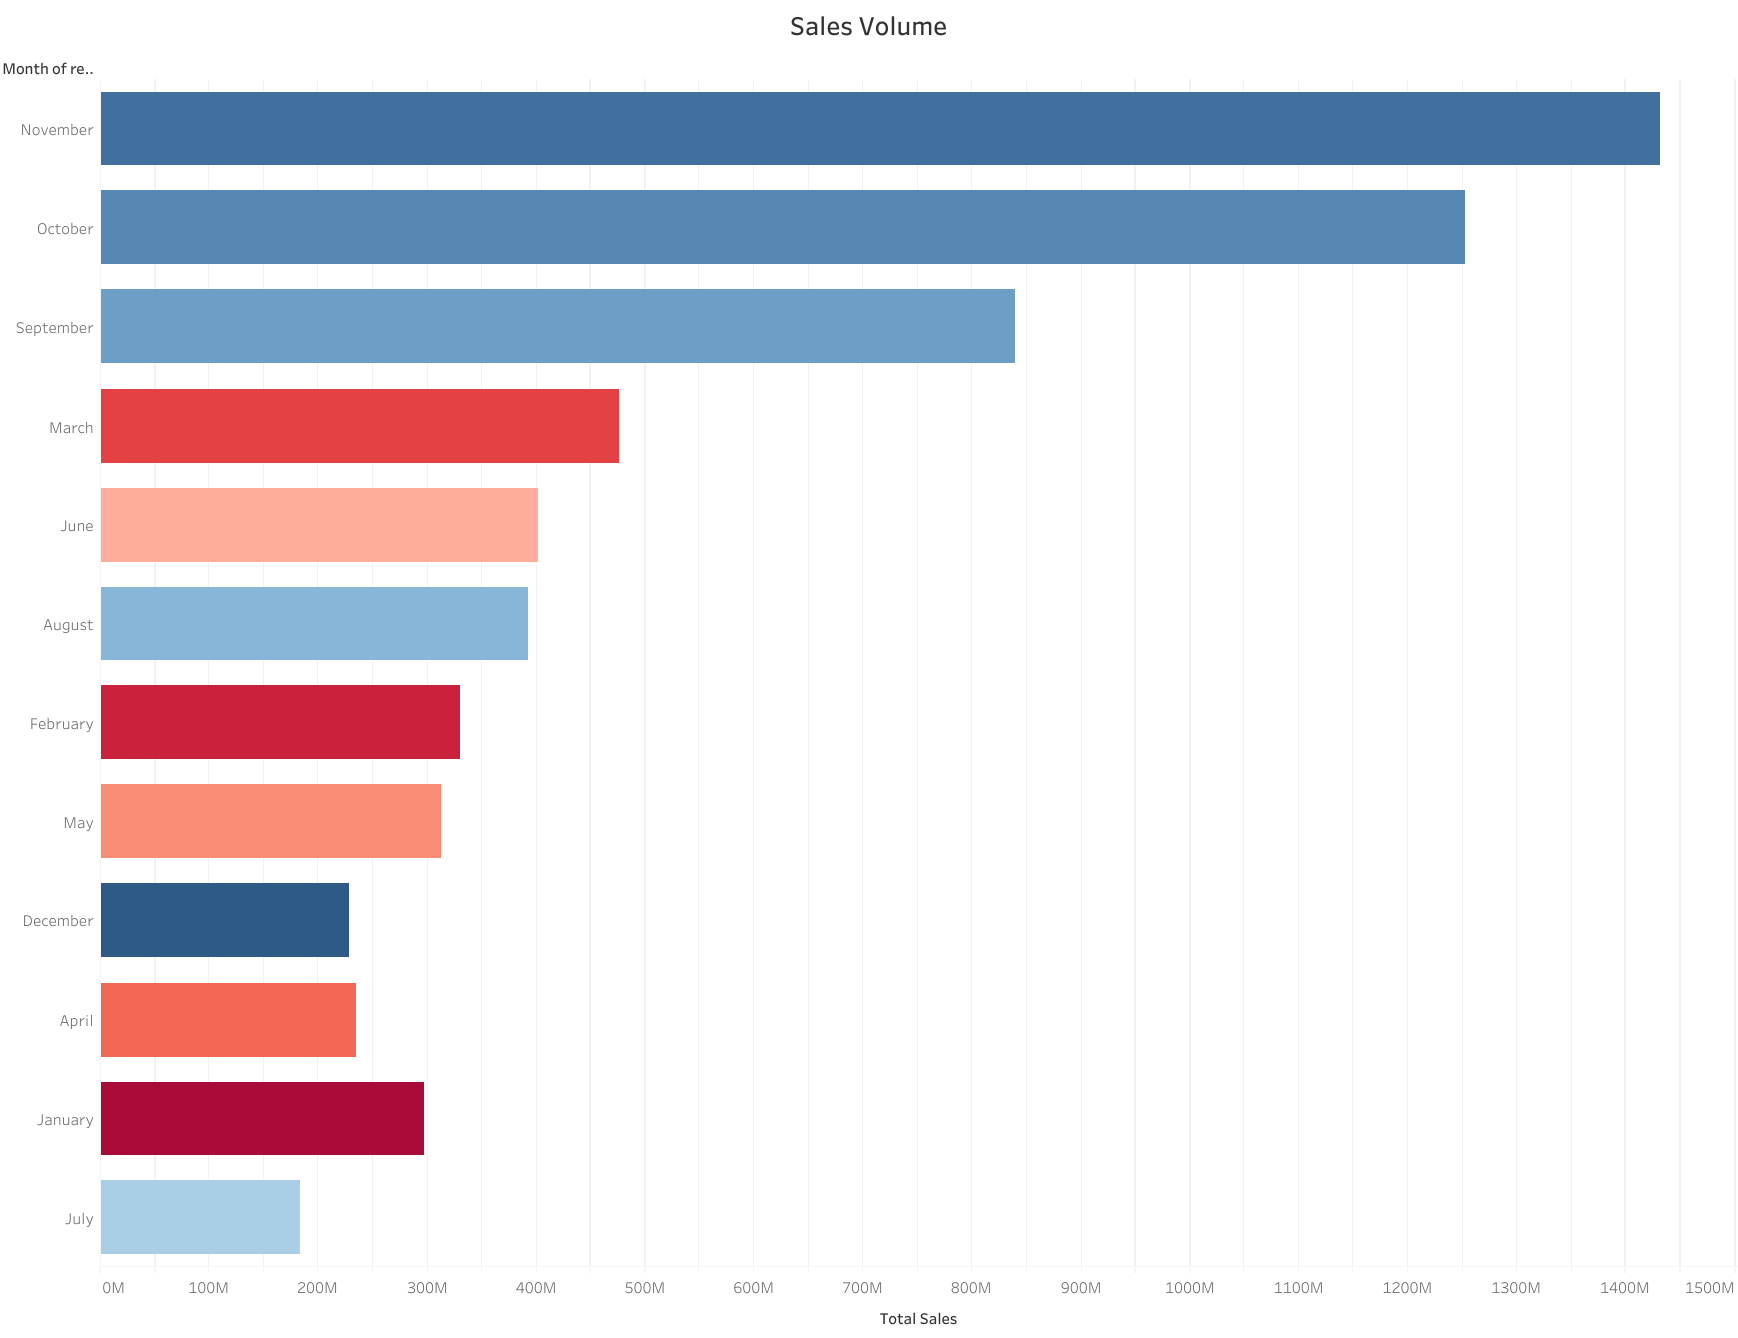 Sales Volume
Month of re..
November
October
September
March
June
August
February
May
December
April
January
July
0M 100M 200M 300M 400M 500M 600M 700M 800M 900M 1000M 1100M 1200M 1300M 1400M 1500M
Total Sales